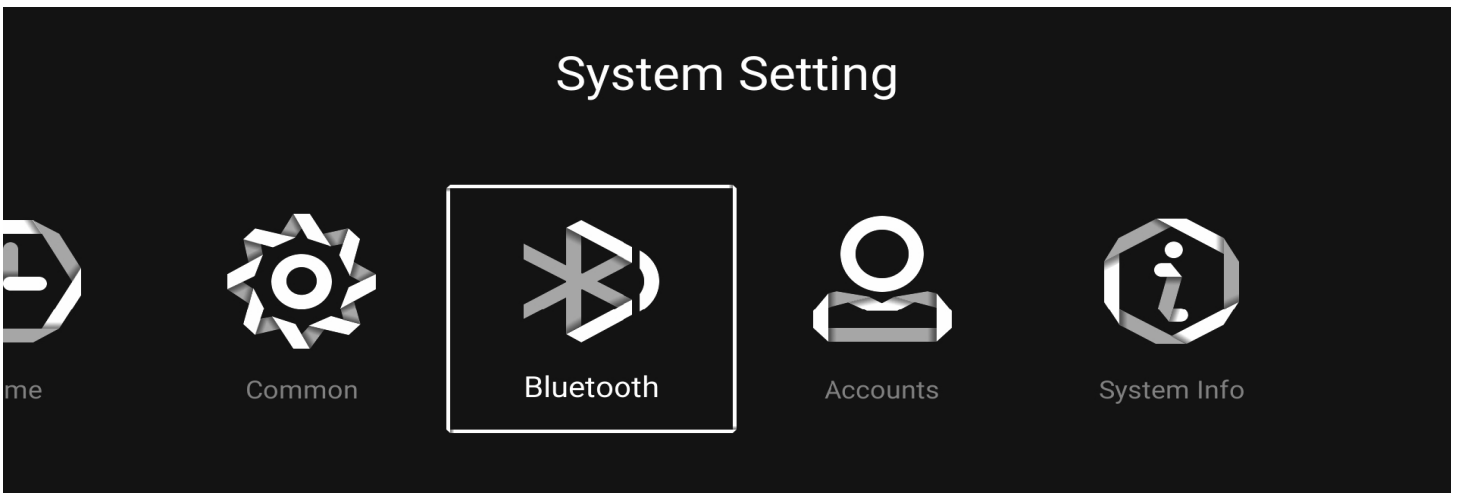 System Setting
me
Common
Bluetooth
Accounts
System Info